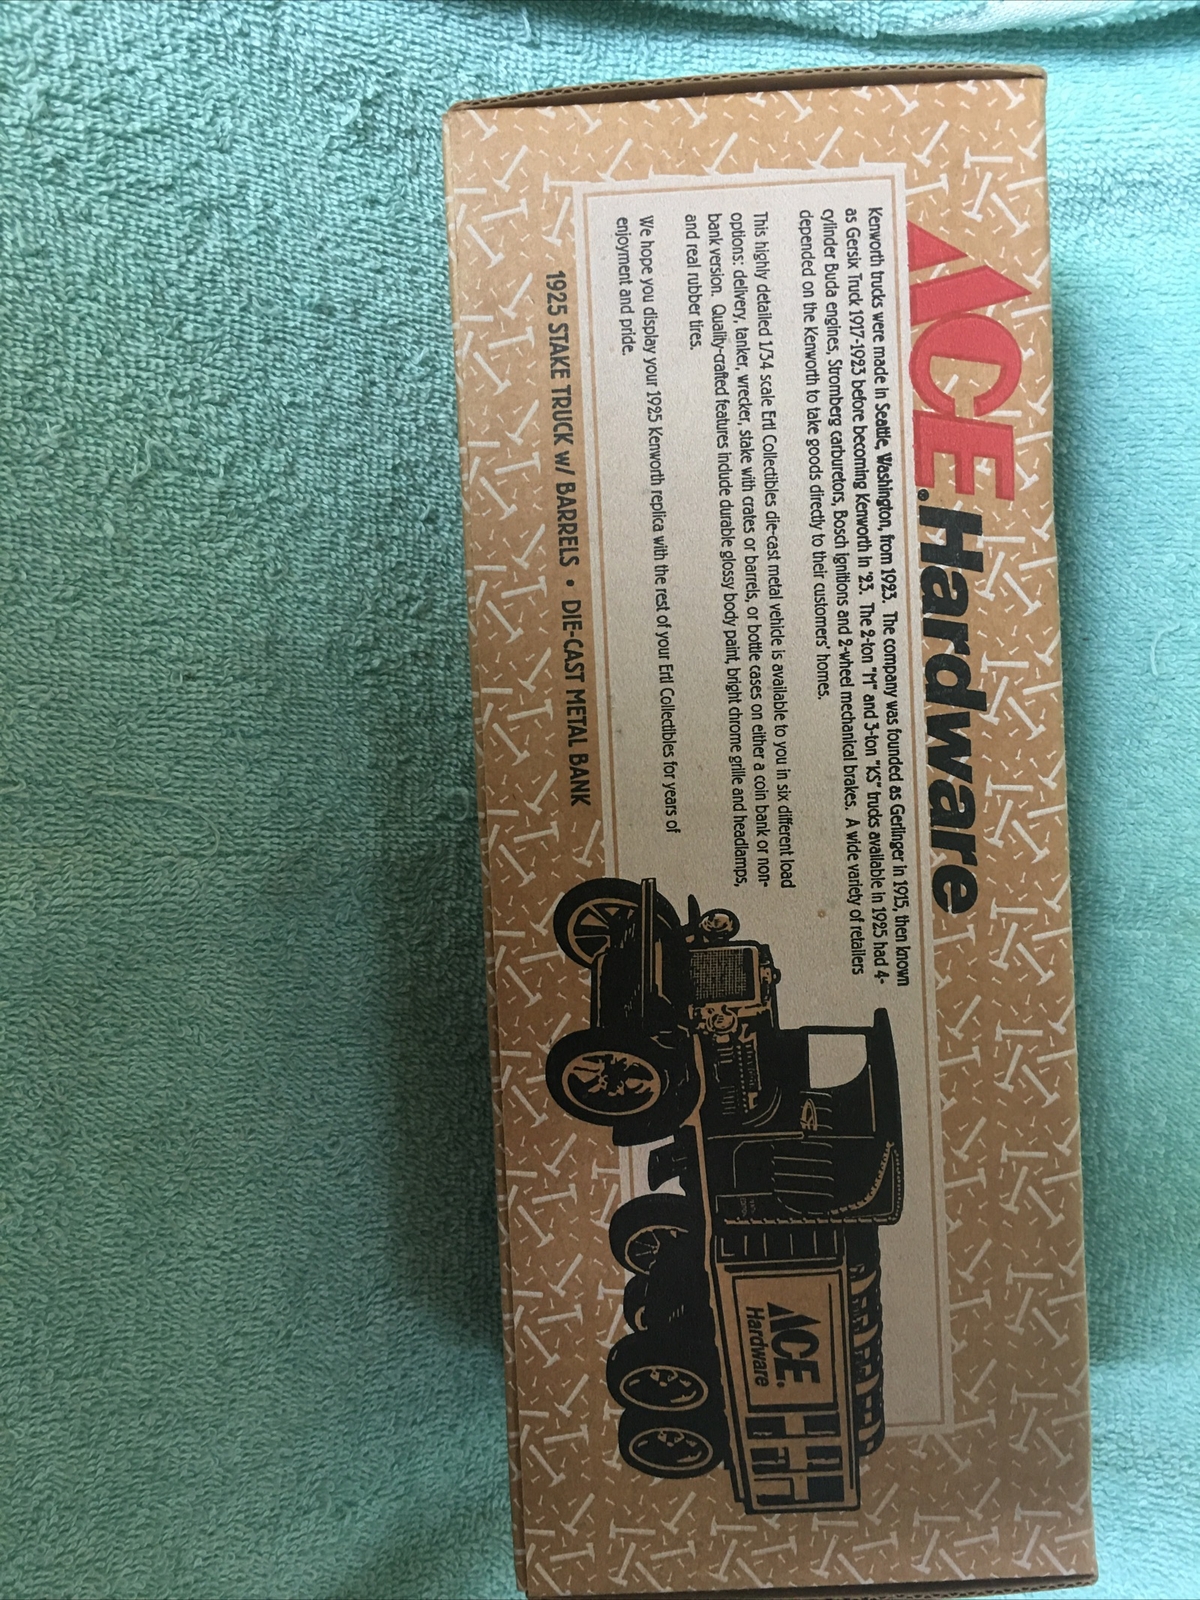 ACE® Hardware
Kenworth trucks were made in Seattle, Washington, from 1923. The company was founded as Gerlinger in 1915, then known
as Gersix Truck 1917-1923 before becoming Kenworth in '23. The 2-ton "M" and 3-ton "KS" trucks available in 1925 had 4-
cylinder Buda engines, Stromberg carburetors, Bosch ignitions and 2-wheel mechanical brakes. A wide variety of retailers
depended on the Kenworth to take goods directly to their customers' homes.
This highly detailed 1/34 scale Ertl Collectibles die-cast metal vehicle is available to you in six different load
options: delivery, tanker, wrecker, stake with crates or barrels, or bottle cases on either a coin bank or non-
bank version. Quality-crafted features include durable glossy body paint, bright chrome grille and headlamps,
and real rubber tires.
We hope you display your 1925 Kenworth replica with the rest of your Ertl Collectibles for years of
enjoyment and pride.
1925 STAKE TRUCK w/ BARRELS • DIE-CAST METAL BANK
ACE®
Hardware